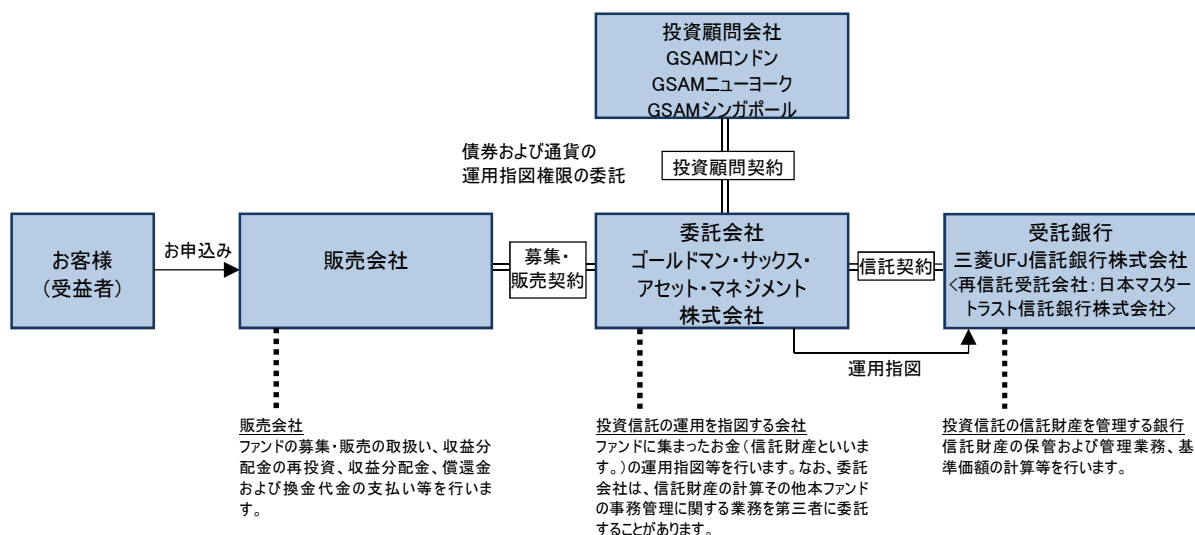 投資顧問会社
GSAMロンドン
GSAMニューヨーク
GSAMシンガポール
債券および通貨の
運用指図権限の委託
投資顧問契約
お客様
（受益者）
お申込み
販売会社
募集・
販売契約
委託会社
ゴールドマン・サックス・
アセット・マネジメント
株式会社
信託契約
受託銀行
三菱UFJ信託銀行株式会社
<再信託受託会社：日本マスター
トラスト信託銀行株式会社>
運用指図
販売会社
ファンドの募集・販売の取扱い、収益分
配金の再投資、収益分配金、償還金
および換金代金の支払い等を行いま
す。
投資信託の運用を指図する会社
ファンドに集まったお金（信託財産といいま
す。）の運用指図等を行います。なお、委託
会社は、信託財産の計算その他本ファンド
の事務管理に関する業務を第三者に委託
することがあります。
投資信託の信託財産を管理する銀行
信託財産の保管および管理業務、基
準価額の計算等を行います。